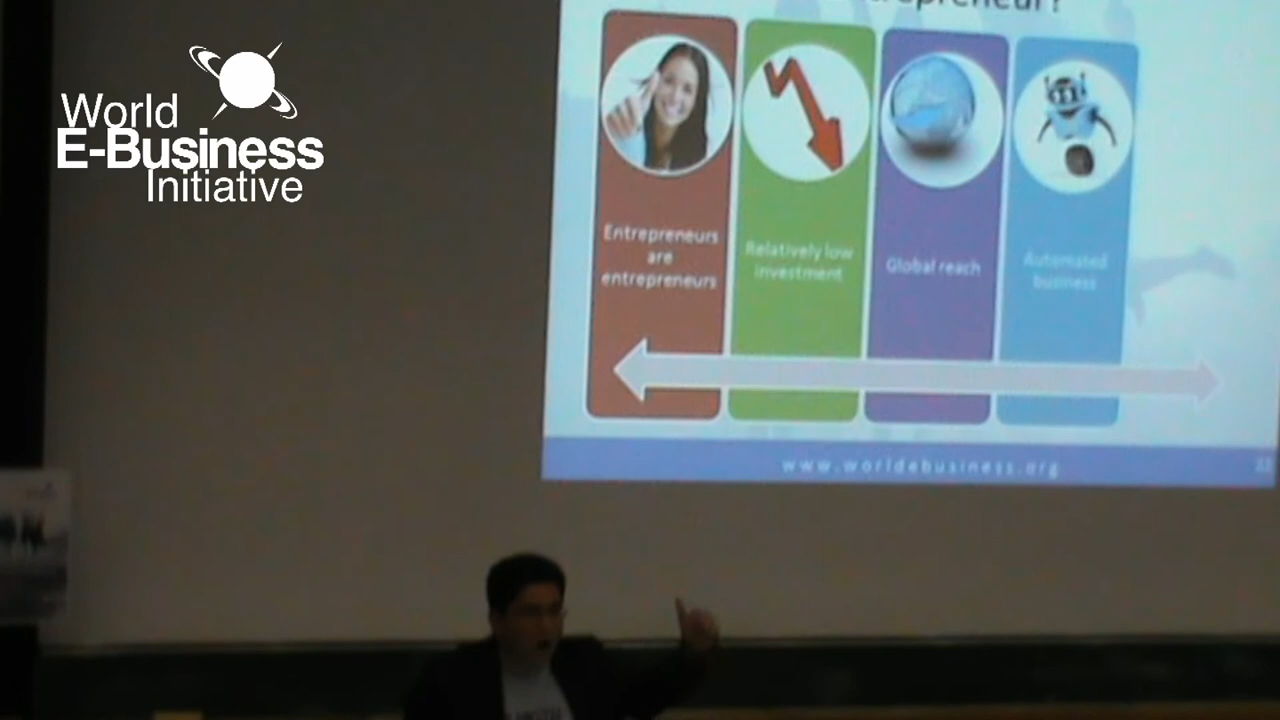 World
E-Business
Initiative
Entrepreneurs
are
entrepreneurs
Relatively low
investment
Global reach
Automated
business
www.worldebusiness.org